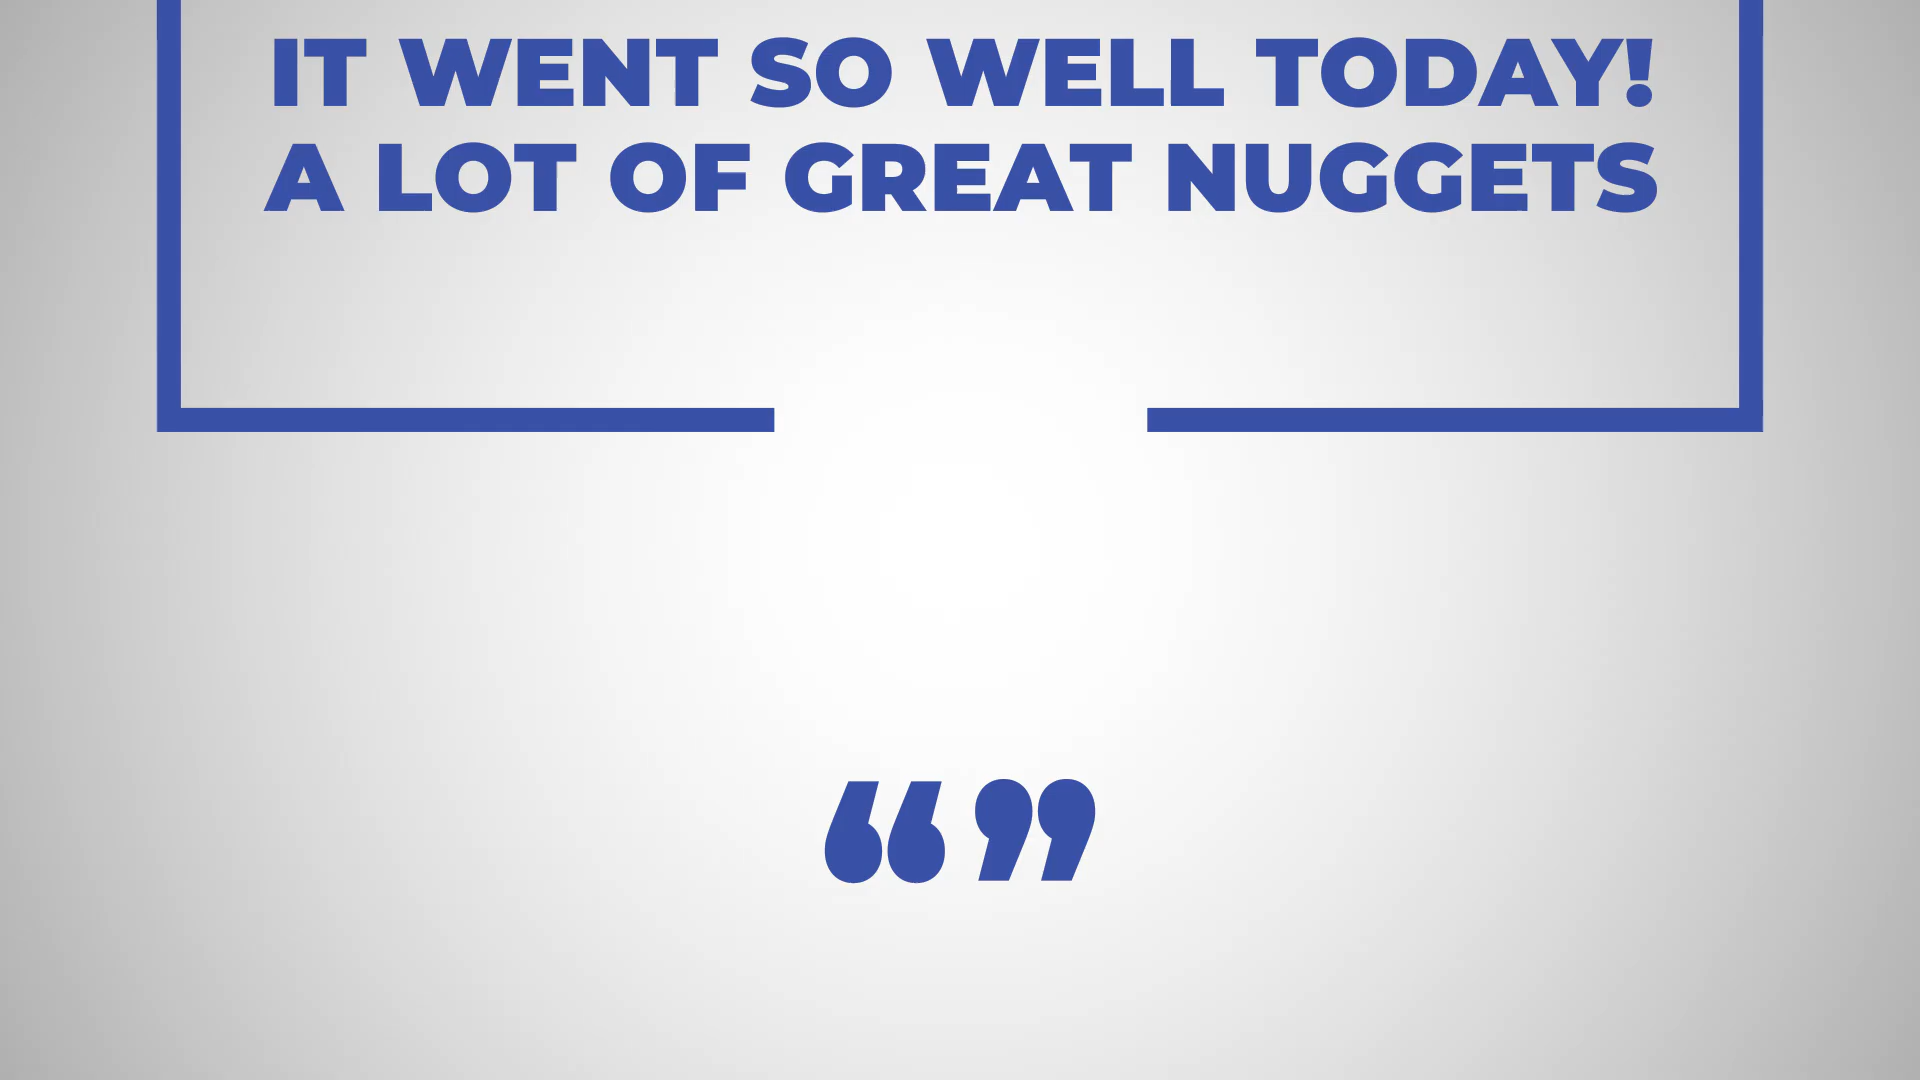 IT WENT SO WELL TODAY!
A LOT OF GREAT NUGGETS
“”